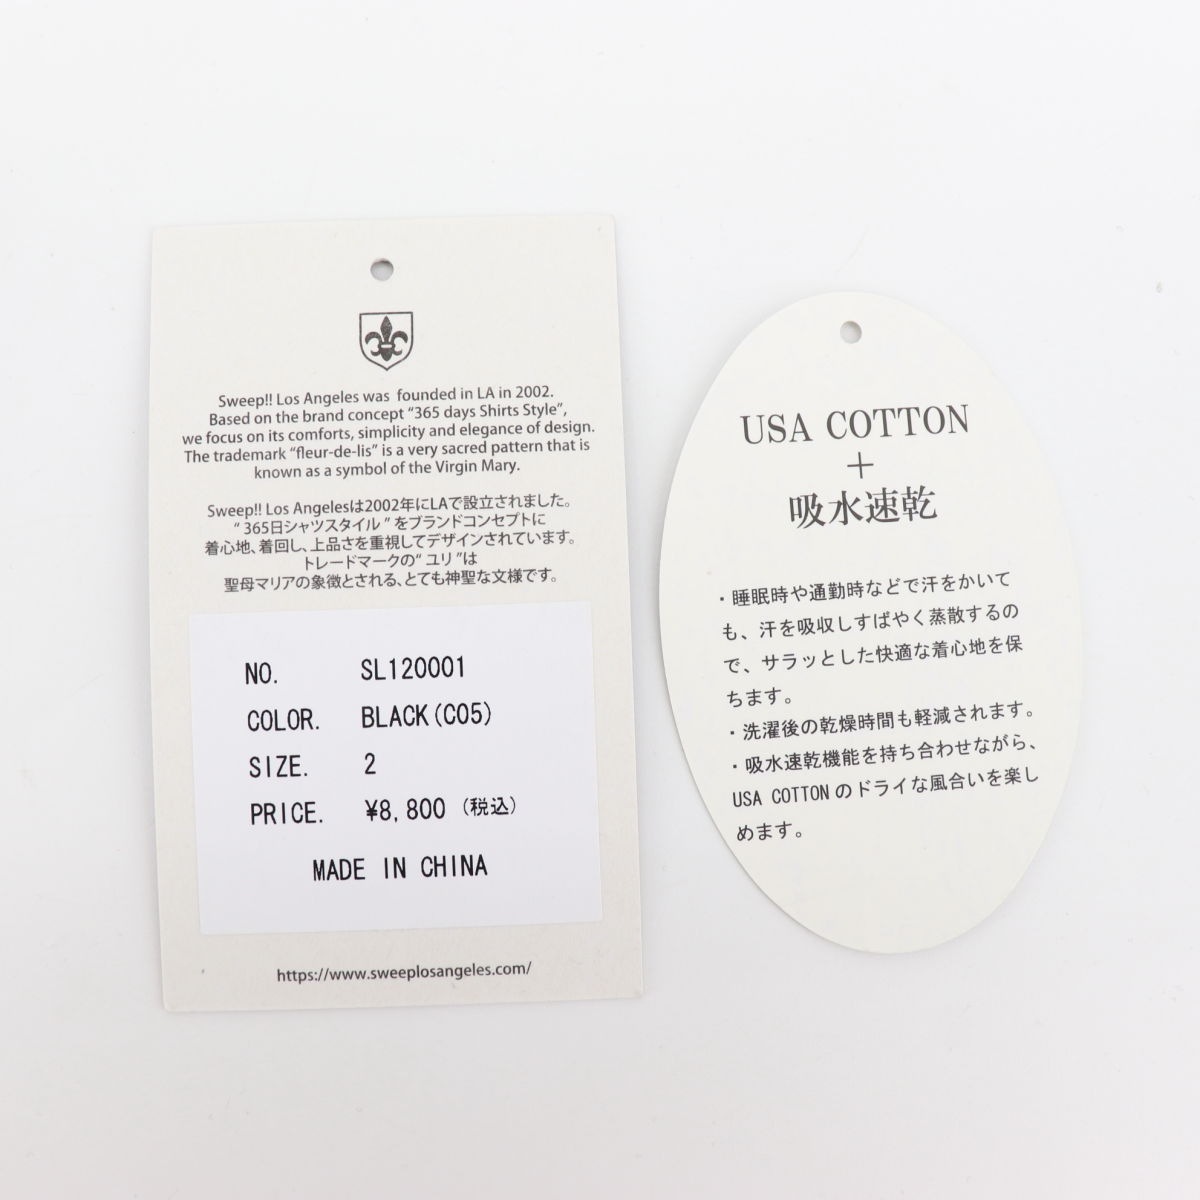 Sweep!! Los Angeles was founded in LA in 2002.
Based on the brand concept “365 days Shirts Style”,
we focus on its comforts, simplicity and elegance of design.
The trademark “fleur-de-lis” is a very sacred pattern that is
known as a symbol of the Virgin Mary.
Sweep!! Los Angelesは2002年にLAで設立されました。
“ 365日シャツスタイル ” をブランドコンセプトに
着心地、着回し、上品さを重視してデザインされています。
トレードマークの“ ユリ ”は
聖母マリアの象徴とされる、とても神聖な文様です。
NO. SL120001
COLOR. BLACK(C05)
SIZE. 2
PRICE. ¥8,800 (税込)
MADE IN CHINA
https://www.sweeplosangeles.com/
USA COTTON
+
吸水速乾
・睡眠時や通勤時などで汗をかいて
も、汗を吸収しすばやく蒸散するの
で、サラッとした快適な着心地を保
ちます。
・洗濯後の乾燥時間も軽減されます。
・吸水速乾機能を持ち合わせながら、
USA COTTONのドライな風合いを楽し
めます。